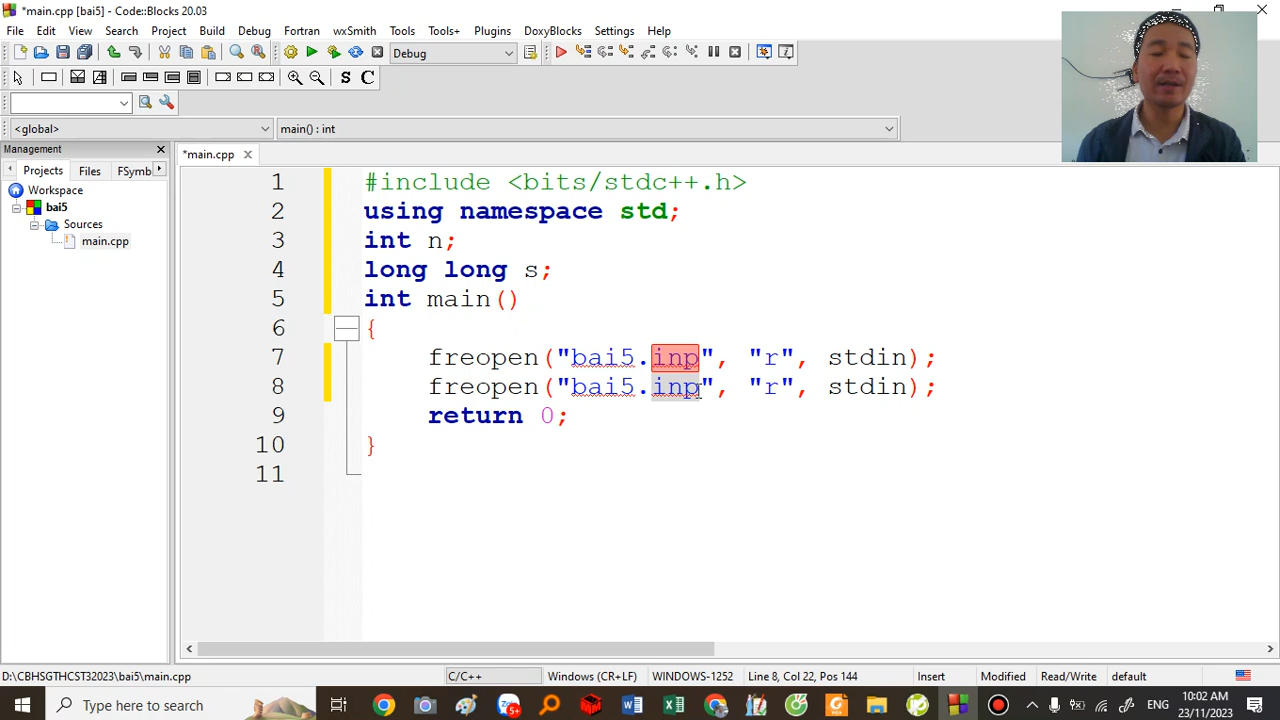 *main.cpp [bai5] - Code::Blocks 20.03
File Edit View Search Project Build Debug Fortran wxSmith Tools Tools+ Plugins DoxyBlocks Settings Help
Debug
S C
<global>
main() : int
Management
Projects Files FSymb
Workspace
bai5
Sources
main.cpp
*main.cpp
1 #include <bits/stdc++.h>
2 using namespace std;
3 int n;
4 long long s;
5 int main()
6 {
7 freopen("bai5.inp", "r", stdin);
8 freopen("bai5.inp", "r", stdin);
9 return 0;
10 }
11
D:\CBHSGTHCST32023\bai5\main.cpp C/C++ Windows (CR+LF) WINDOWS-1252 Line 8, Col 22, Pos 144 Insert Modified Read/Write default
Type here to search
5+
ENG
10:02 AM
23/11/2023